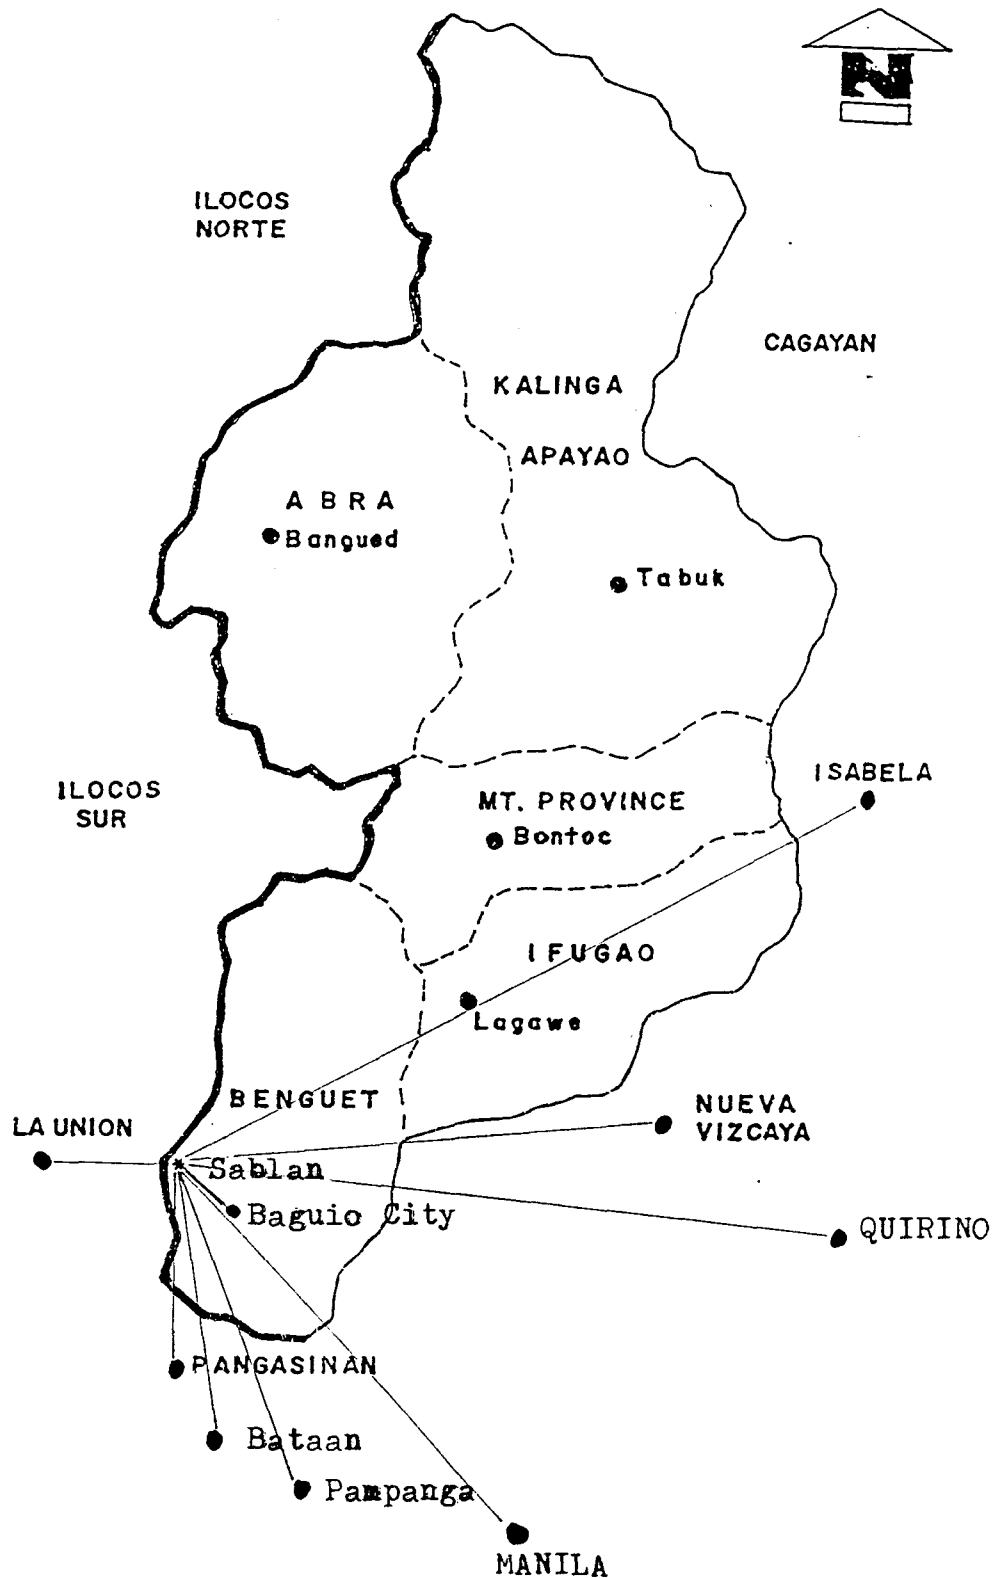 N
ILOCOS
NORTE
CAGAYAN
KALINGA
APAYAO
ABRA
Bangued
Tabuk
ISABELA
ILOCOS
SUR
MT. PROVINCE
Bontoc
IFUGAO
Lagawe
BENGUET
NUEVA
VIZCAYA
LA UNION
Sablan
Baguio City
QUIRINO
PANGASINAN
Bataan
Pampanga
MANILA